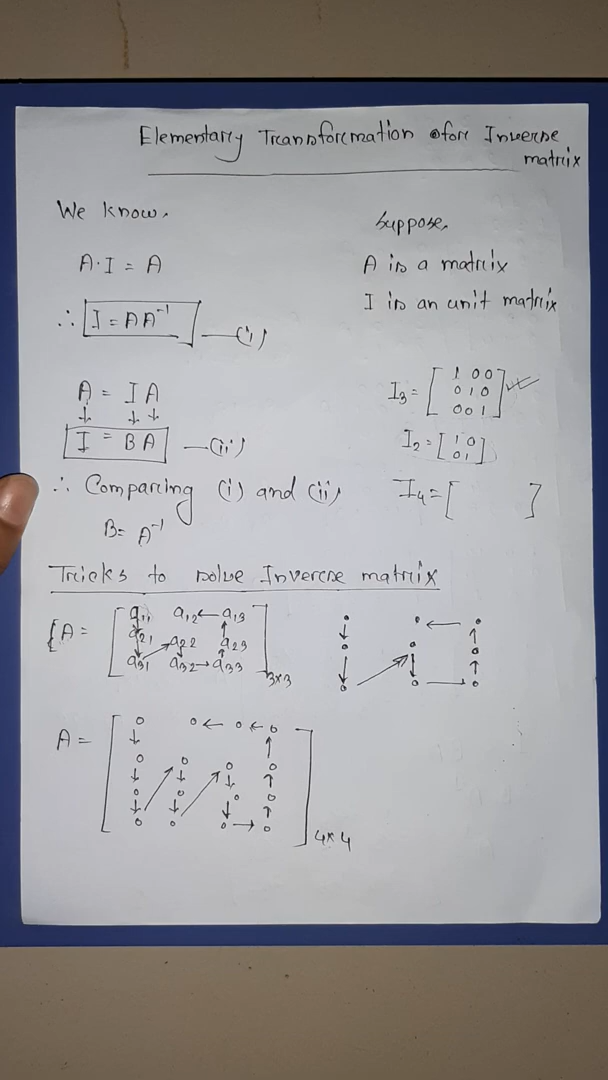 Elementary Transformation for Inverse
matrix
We know,
A·I = A
∴ I = AA⁻¹ —(i)
A = I A
↓ ↓ ↓
I = B A —(ii)
∴ Comparing (i) and (ii),
B = A⁻¹
Suppose,
A is a matrix
I is an unit matrix
I₃ = [1 0 0
0 1 0
0 0 1]
I₂ = [1 0
0 1]
I₄ = [ ]
Tricks to solve Inverse matrix
{A = [a₁₁ a₁₂ ← a₁₃
a₂₁ a₂₂ a₂₃
a₃₁ a₃₂ → a₃₃] 3×3
A = [ ] 4×4